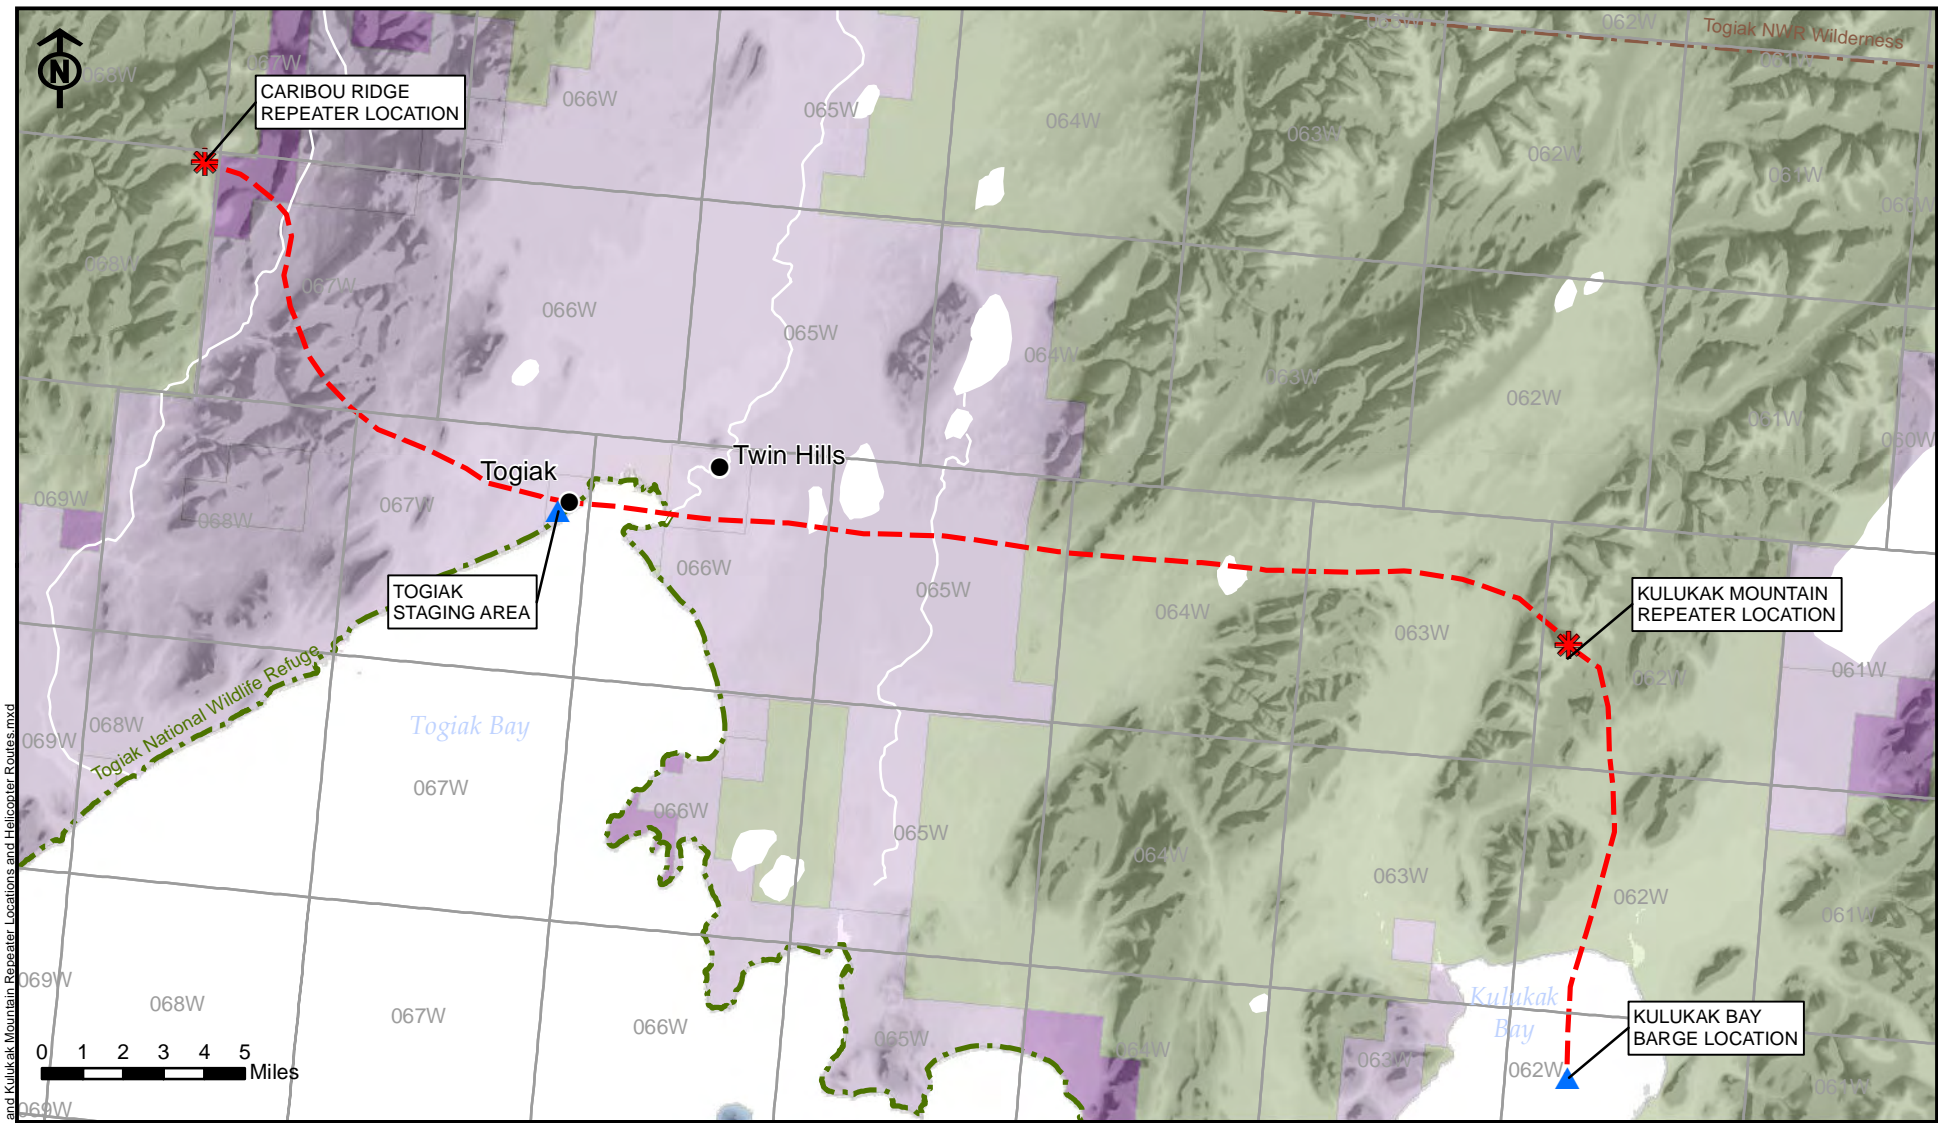 N
CARIBOU RIDGE
REPEATER LOCATION
Togiak NWR Wilderness
068W
067W
066W
065W
064W
063W
062W
062W
061W
061W
068W
067W
066W
065W
064W
063W
062W
061W
060W
Togiak
Twin Hills
069W
068W
067W
066W
065W
064W
063W
062W
061W
TOGIAK
STAGING AREA
KULUKAK MOUNTAIN
REPEATER LOCATION
Togiak National Wildlife Refuge
Togiak Bay
069W
068W
067W
066W
065W
064W
063W
062W
061W
Kulukak
Bay
KULUKAK BAY
BARGE LOCATION
069W
068W
067W
066W
065W
064W
063W
062W
069W
0 1 2 3 4 5
Miles
and Kulukak Mountain Repeater Locations and Helicopter Routes.mxd